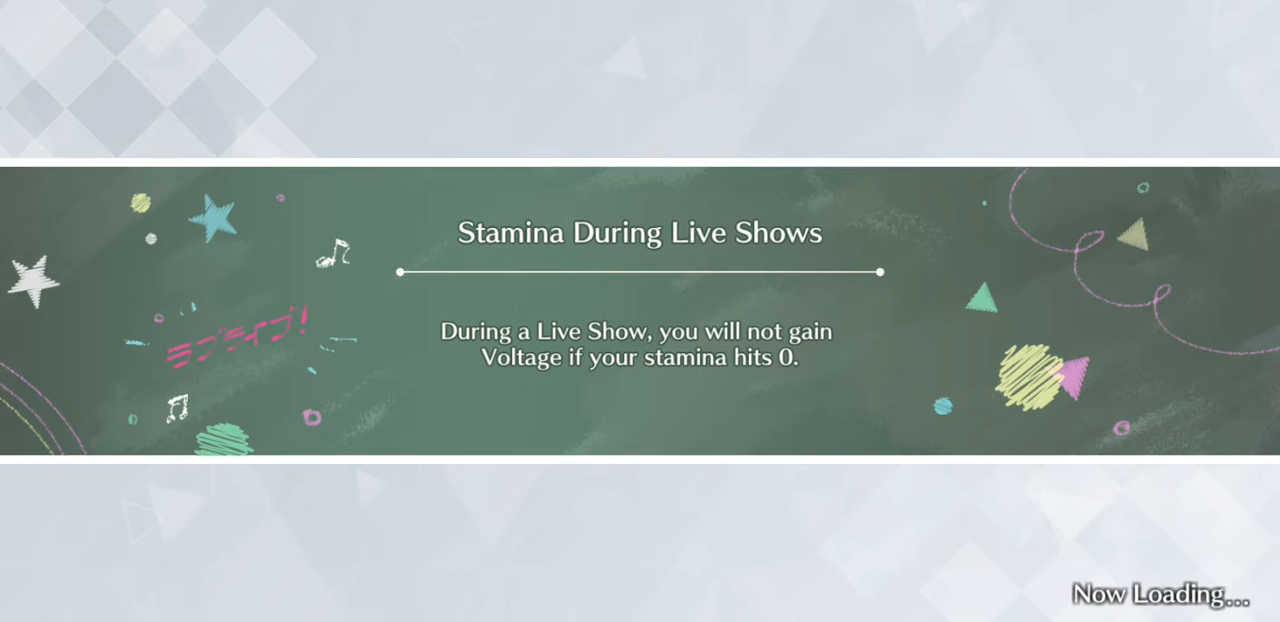 Stamina During Live Shows
ラブライブ!
During a Live Show, you will not gain
Voltage if your stamina hits 0.
Now Loading...